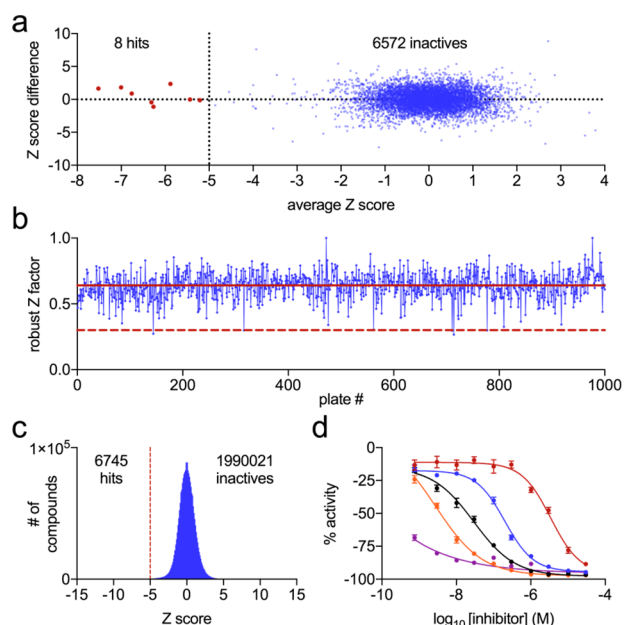 a
8 hits
6572 inactives
Z score difference
10
5
0
-5
-10
-8 -7 -6 -5 -4 -3 -2 -1 0 1 2 3 4
average Z score
b
robust Z factor
1.0
0.5
0.0
0 200 400 600 800 1000
plate #
c
# of
compounds
1×10⁵
0
6745
hits
1990021
inactives
-15 -10 -5 0 5 10 15
Z score
d
% activity
0
-25
-50
-75
-100
-10 -8 -6 -4
log₁₀ [inhibitor] (M)